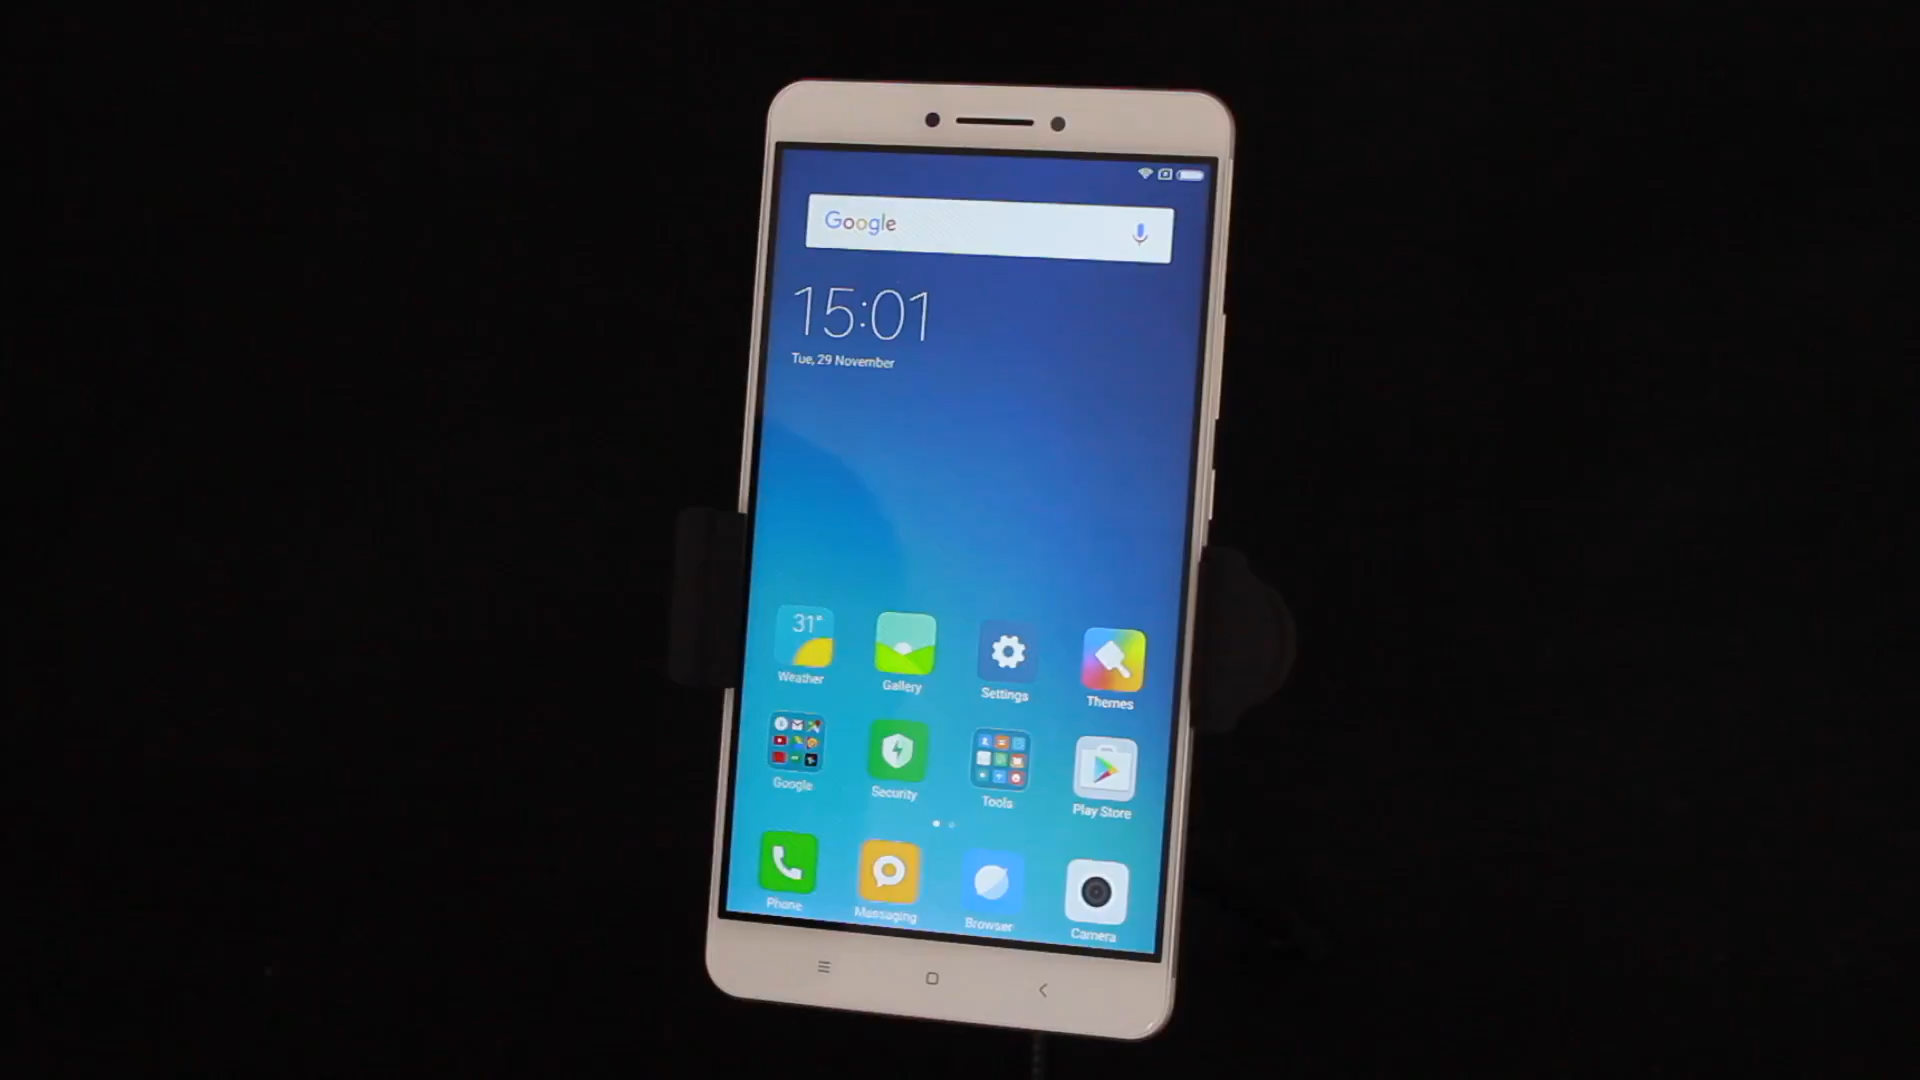 Google
15:01
Tue, 29 November
31°
Weather
Gallery
Settings
Themes
Google
Security
Tools
Play Store
Phone
Messaging
Browser
Camera